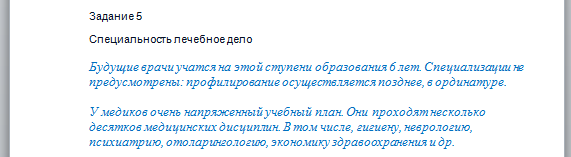 Задание 5
Специальность лечебное дело
Будущие врачи учатся на этой ступени образования 6 лет. Специализации не
предусмотрены: профилирование осуществляется позднее, в ординатуре.
У медиков очень напряженный учебный план. Они проходят несколько
десятков медицинских дисциплин. В том числе, гигиену, неврологию,
психиатрию, отоларингологию, экономику здравоохранения и др.